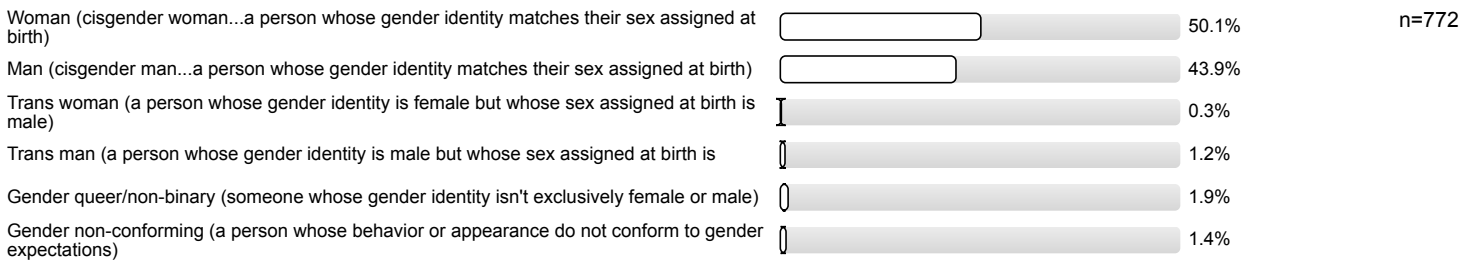 Woman (cisgender woman...a person whose gender identity matches their sex assigned at
birth)
50.1%
n=772
Man (cisgender man...a person whose gender identity matches their sex assigned at birth)
43.9%
Trans woman (a person whose gender identity is female but whose sex assigned at birth is
male)
0.3%
Trans man (a person whose gender identity is male but whose sex assigned at birth is
1.2%
Gender queer/non-binary (someone whose gender identity isn't exclusively female or male)
1.9%
Gender non-conforming (a person whose behavior or appearance do not conform to gender
expectations)
1.4%